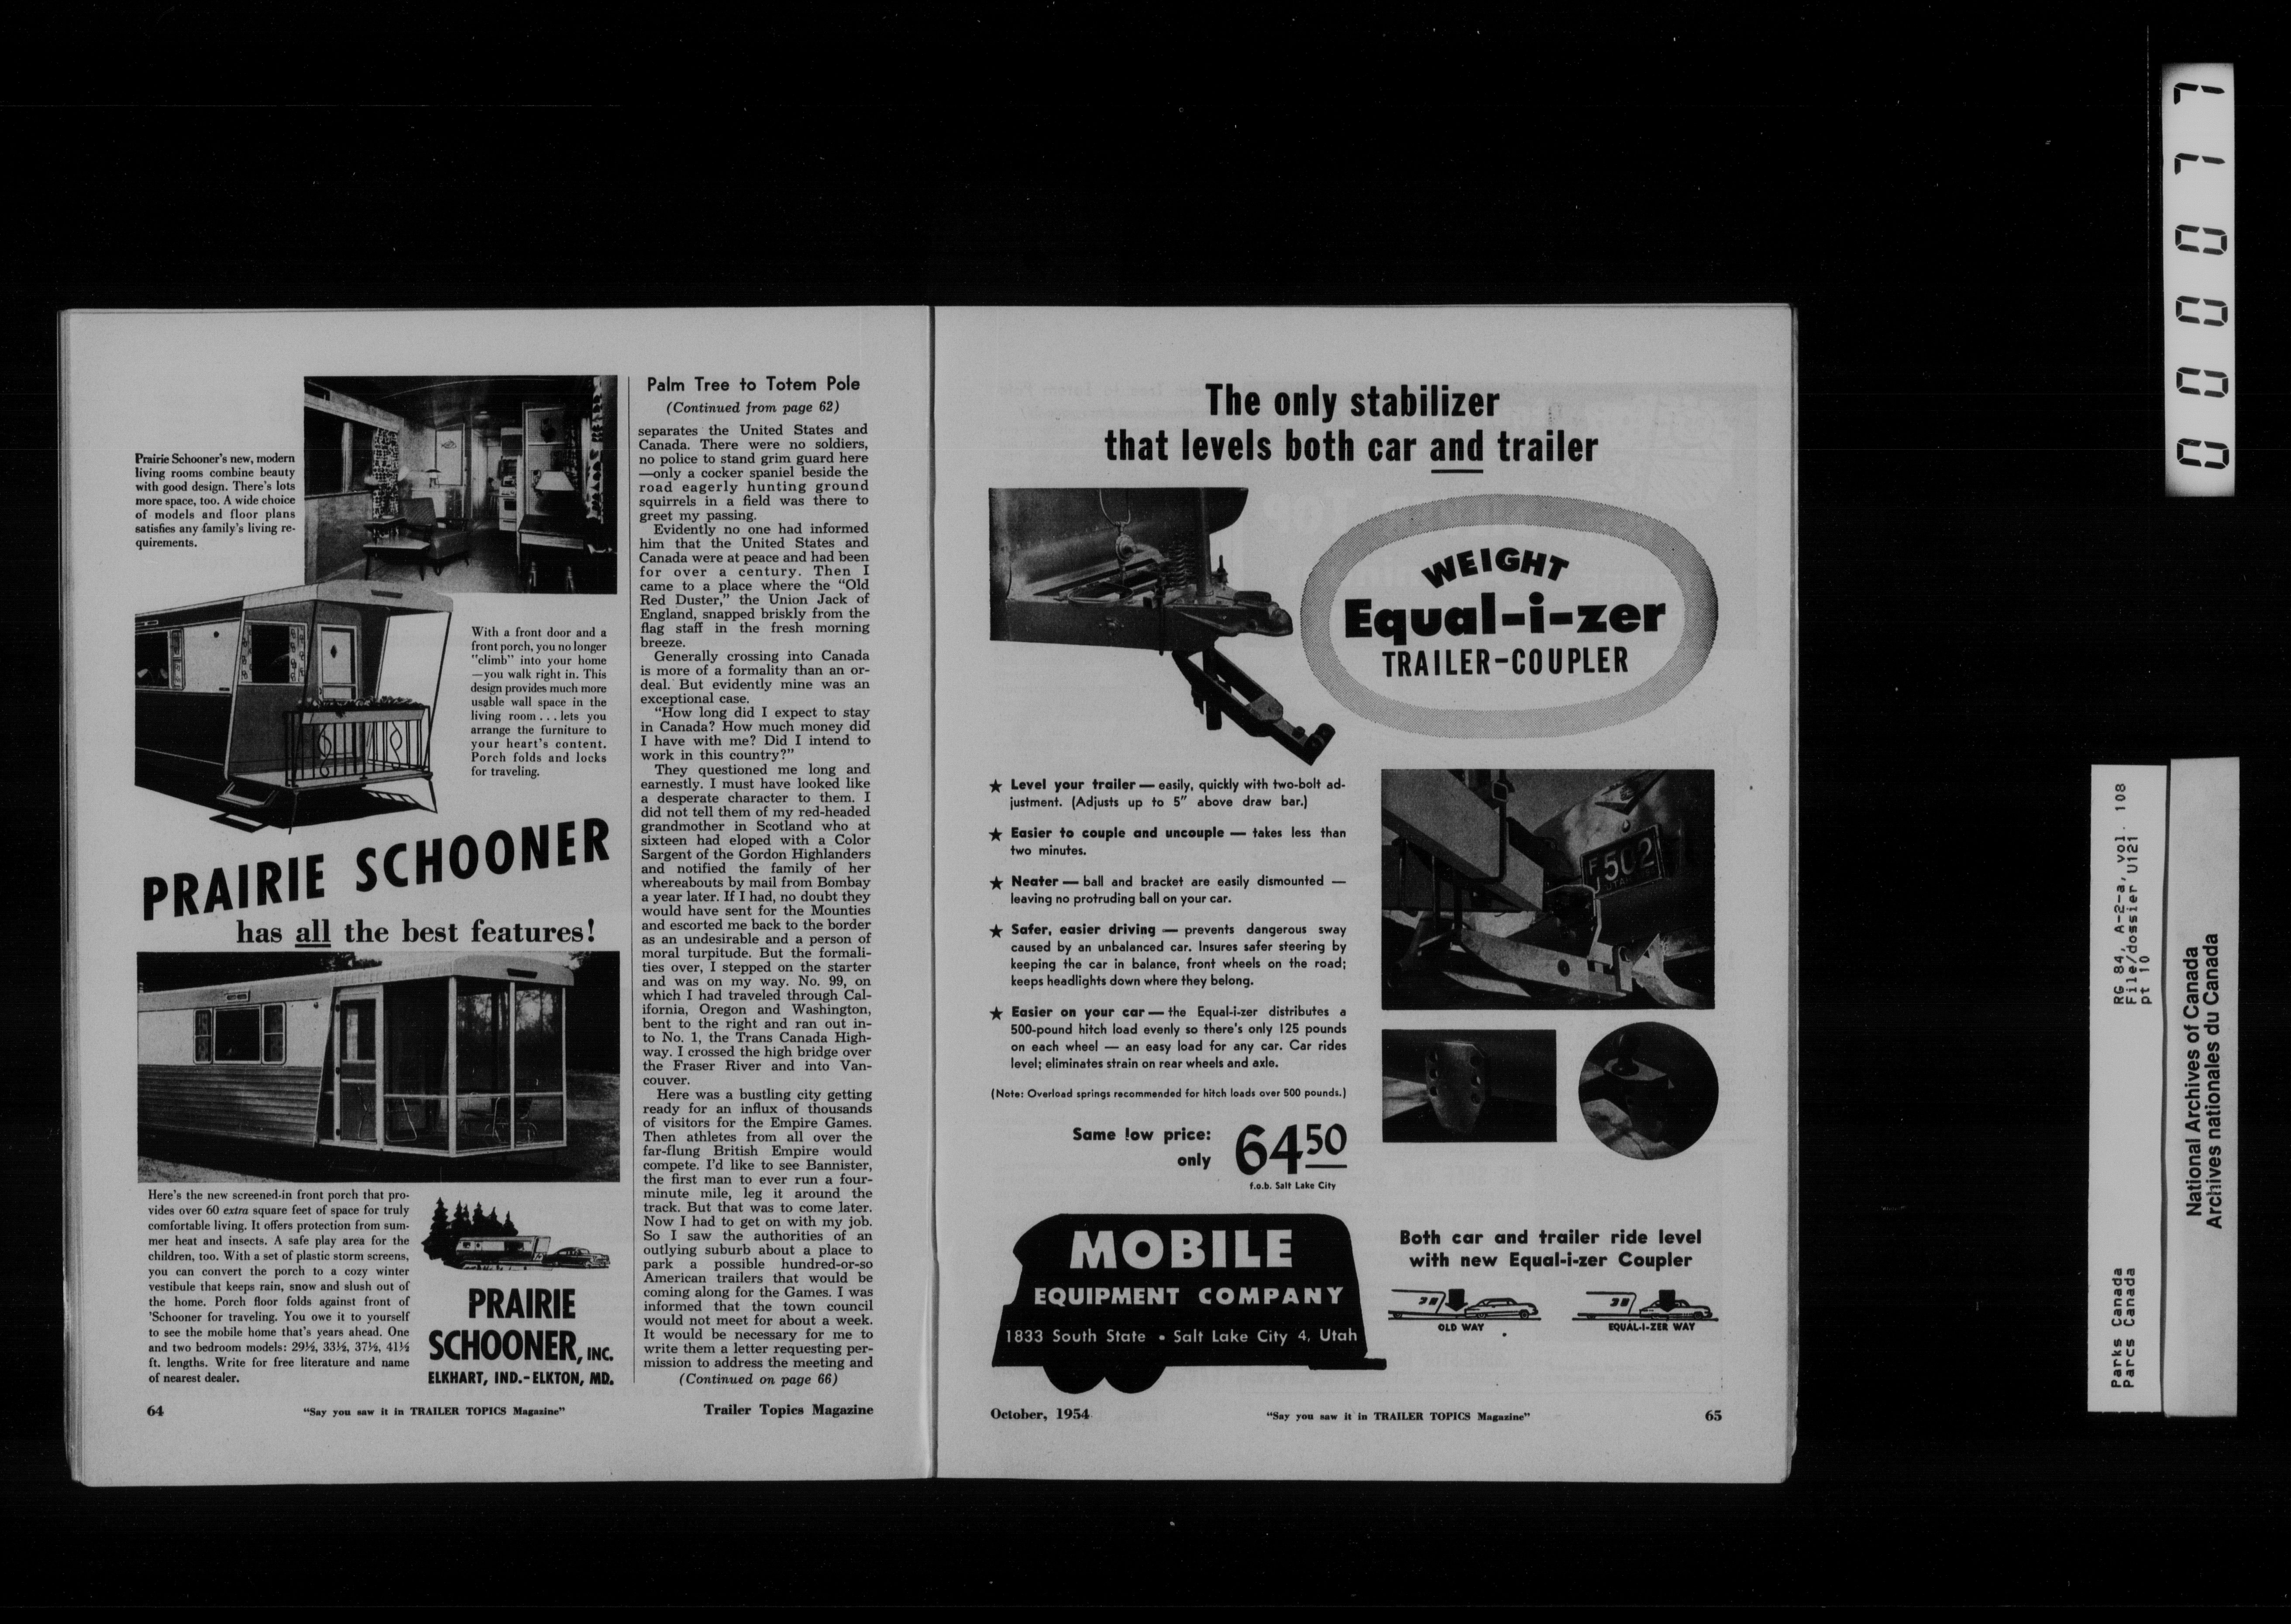 Prairie Schooner's new, modern
living rooms combine beauty
with good design. There's lots
more space, too. A wide choice
of models and floor plans
satisfies any family's living re-
quirements.
With a front door and a
front porch, you no longer
"climb" into your home
—you walk right in. This
design provides much more
usable wall space in the
living room . . . lets you
arrange the furniture to
your heart's content.
Porch folds and locks
for traveling.
PRAIRIE SCHOONER
has all the best features!
Here's the new screened-in front porch that pro-
vides over 60 extra square feet of space for truly
comfortable living. It offers protection from sum-
mer heat and insects. A safe play area for the
children, too. With a set of plastic storm screens,
you can convert the porch to a cozy winter
vestibule that keeps rain, snow and slush out of
the home. Porch floor folds against front of
'Schooner for traveling. You owe it to yourself
to see the mobile home that's years ahead. One
and two bedroom models: 29½, 33½, 37½, 41½
ft. lengths. Write for free literature and name
of nearest dealer.
PRAIRIE
SCHOONER, INC.
ELKHART, IND.-ELKTON, MD.
Palm Tree to Totem Pole
(Continued from page 62)
separates the United States and
Canada. There were no soldiers,
no police to stand grim guard here
—only a cocker spaniel beside the
road eagerly hunting ground
squirrels in a field was there to
greet my passing.
Evidently no one had informed
him that the United States and
Canada were at peace and had been
for over a century. Then I
came to a place where the "Old
Red Duster," the Union Jack of
England, snapped briskly from the
flag staff in the fresh morning
breeze.
Generally crossing into Canada
is more of a formality than an or-
deal. But evidently mine was an
exceptional case.
"How long did I expect to stay
in Canada? How much money did
I have with me? Did I intend to
work in this country?"
They questioned me long and
earnestly. I must have looked like
a desperate character to them. I
did not tell them of my red-headed
grandmother in Scotland who at
sixteen had eloped with a Color
Sargent of the Gordon Highlanders
and notified the family of her
whereabouts by mail from Bombay
a year later. If I had, no doubt they
would have sent for the Mounties
and escorted me back to the border
as an undesirable and a person of
moral turpitude. But the formali-
ties over, I stepped on the starter
and was on my way. No. 99, on
which I had traveled through Cal-
ifornia, Oregon and Washington,
bent to the right and ran out in-
to No. 1, the Trans Canada High-
way. I crossed the high bridge over
the Fraser River and into Van-
couver.
Here was a bustling city getting
ready for an influx of thousands
of visitors for the Empire Games.
Then athletes from all over the
far-flung British Empire would
compete. I'd like to see Bannister,
the first man to ever run a four-
minute mile, leg it around the
track. But that was to come later.
Now I had to get on with my job.
So I saw the authorities of an
outlying suburb about a place to
park a possible hundred-or-so
American trailers that would be
coming along for the Games. I was
informed that the town council
would not meet for about a week.
It would be necessary for me to
write them a letter requesting per-
mission to address the meeting and
(Continued on page 66)
64
"Say you saw it in TRAILER TOPICS Magazine"
Trailer Topics Magazine
The only stabilizer
that levels both car and trailer
WEIGHT
Equal-i-zer
TRAILER-COUPLER
★ Level your trailer — easily, quickly with two-bolt ad-
justment. (Adjusts up to 5" above draw bar.)
★ Easier to couple and uncouple — takes less than
two minutes.
★ Neater — ball and bracket are easily dismounted —
leaving no protruding ball on your car.
★ Safer, easier driving — prevents dangerous sway
caused by an unbalanced car. Insures safer steering by
keeping the car in balance, front wheels on the road;
keeps headlights down where they belong.
★ Easier on your car — the Equal-i-zer distributes a
500-pound hitch load evenly so there's only 125 pounds
on each wheel — an easy load for any car. Car rides
level; eliminates strain on rear wheels and axle.
(Note: Overload springs recommended for hitch loads over 500 pounds.)
Same low price:
only 64.50
f.o.b. Salt Lake City
502
UTAH
MOBILE
EQUIPMENT COMPANY
1833 South State • Salt Lake City 4, Utah
Both car and trailer ride level
with new Equal-i-zer Coupler
OLD WAY
EQUAL-I-ZER WAY
October, 1954
"Say you saw it in TRAILER TOPICS Magazine"
65
000077
RG 84, A-2-a, vol. 108
File/dossier U121
pt 10
Parks Canada
Parcs Canada
National Archives of Canada
Archives nationales du Canada